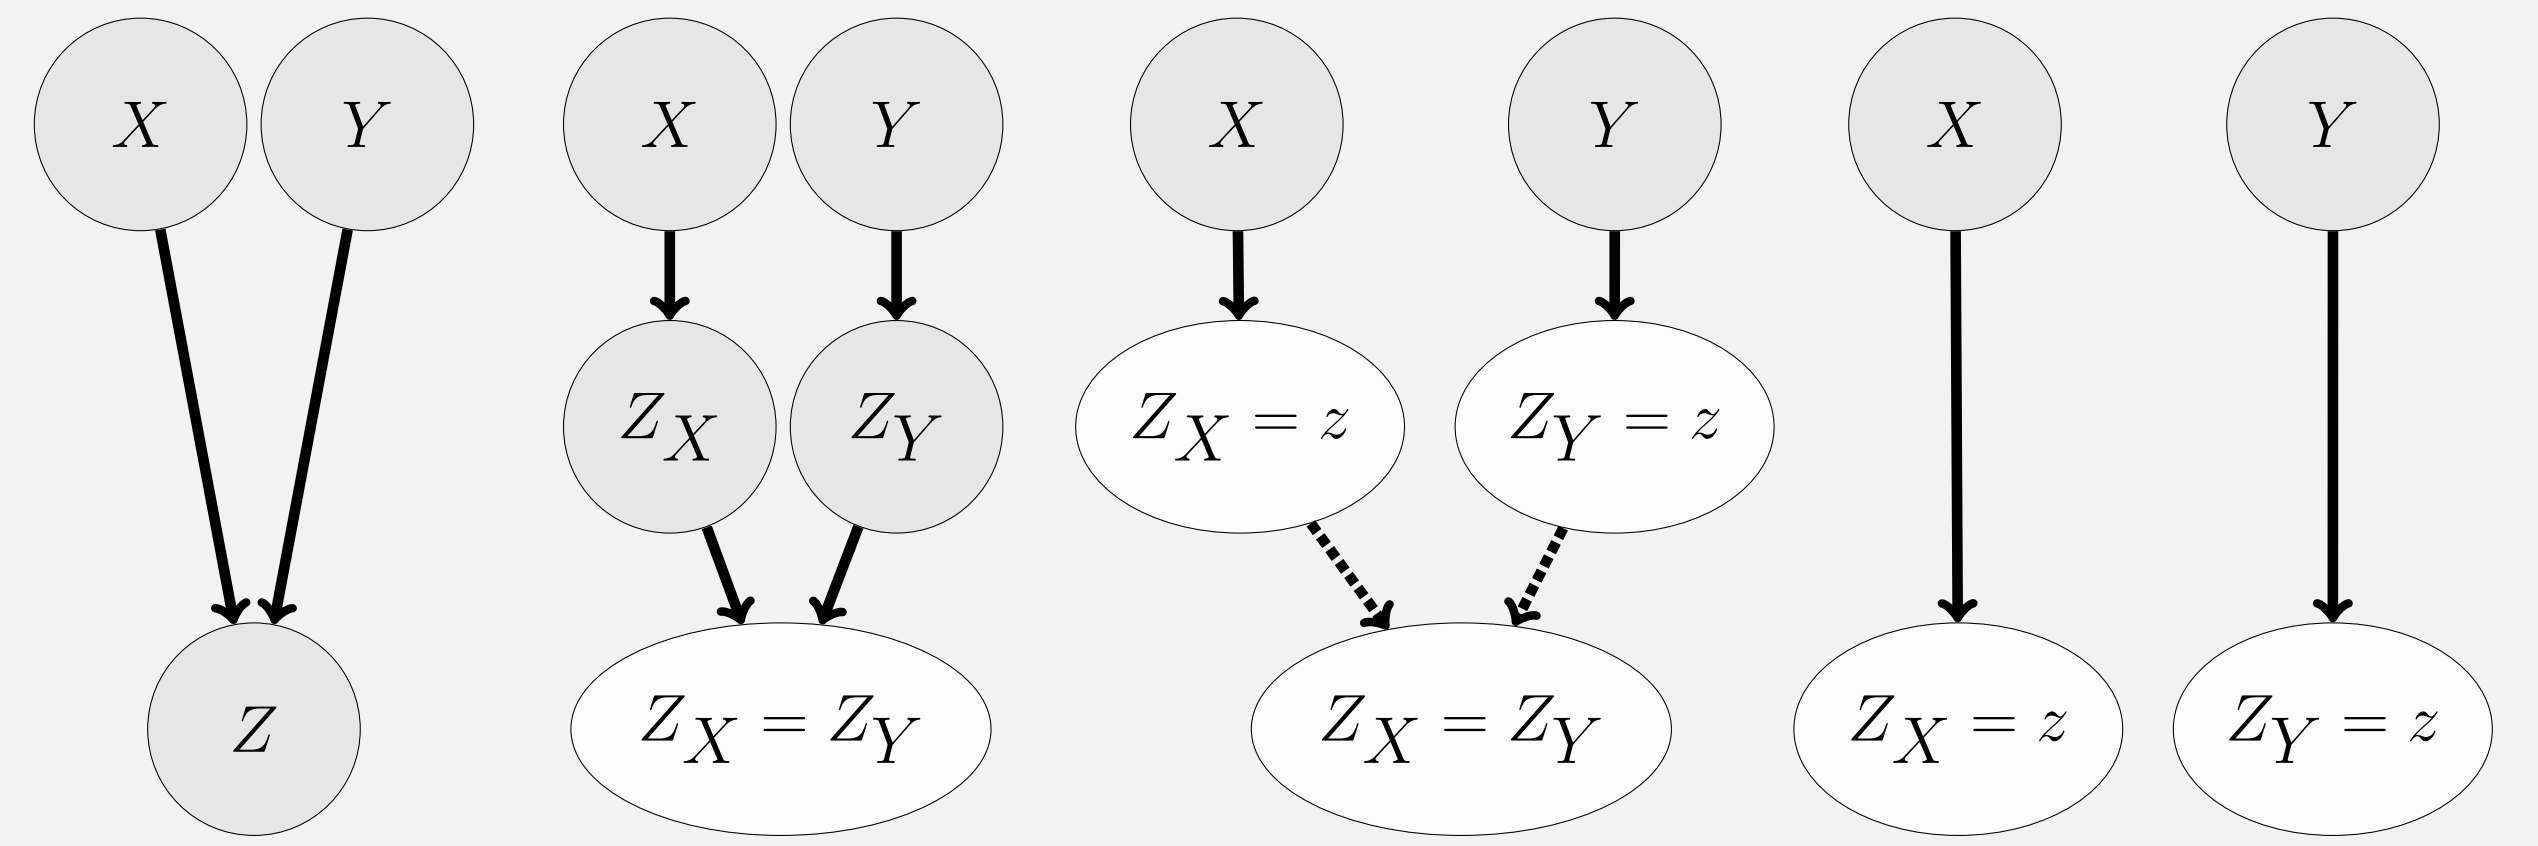 X Y X Y X Y X Y
Z_X Z_Y Z_X = z Z_Y = z
Z Z_X = Z_Y Z_X = Z_Y Z_X = z Z_Y = z